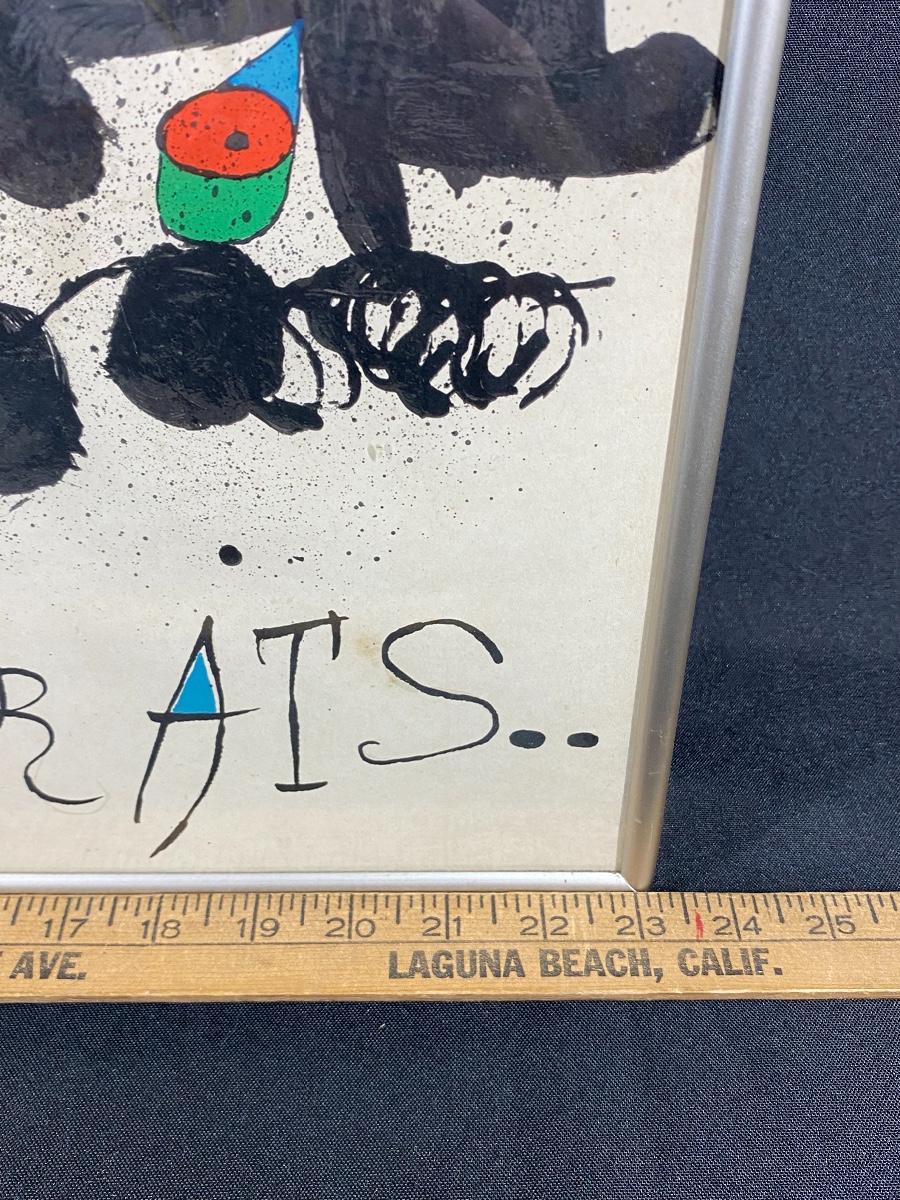 RATS..
17 18 19 20 21 22 23 24 25
AVE. LAGUNA BEACH, CALIF.